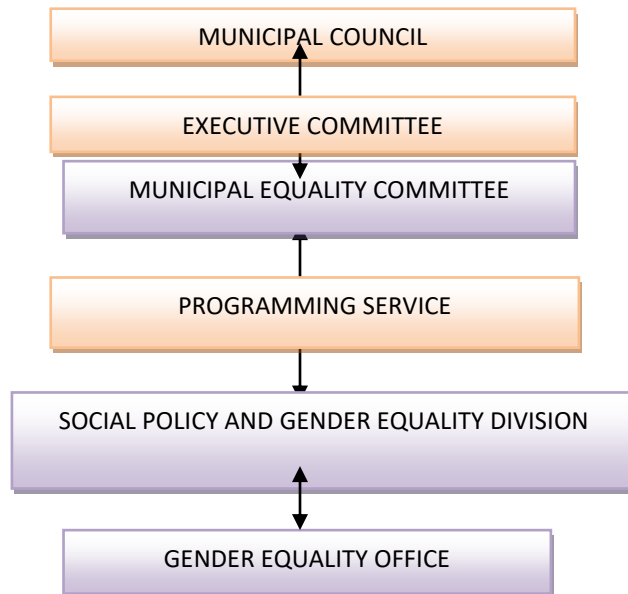 MUNICIPAL COUNCIL
EXECUTIVE COMMITTEE
MUNICIPAL EQUALITY COMMITTEE
PROGRAMMING SERVICE
SOCIAL POLICY AND GENDER EQUALITY DIVISION
GENDER EQUALITY OFFICE